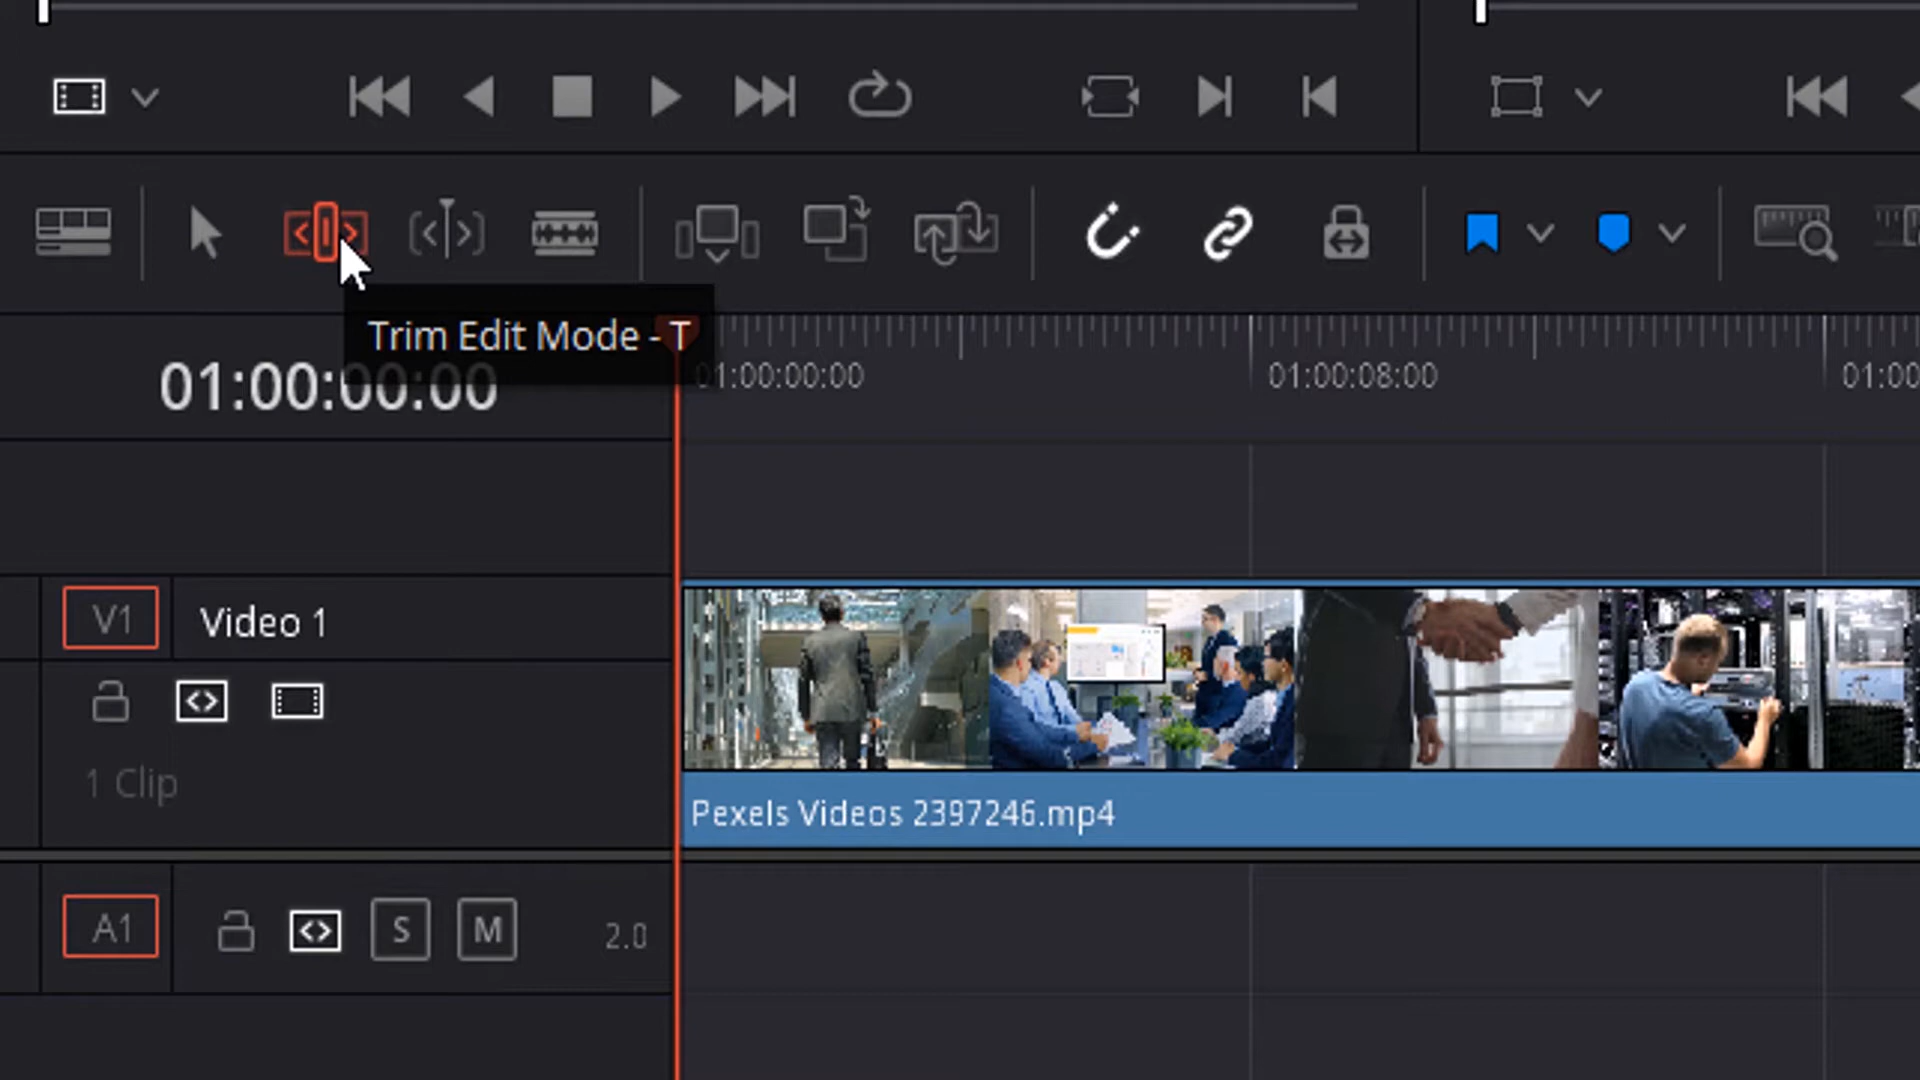 Trim Edit Mode - T
01:00:00:00
01:00:00:00
01:00:08:00
01:00
V1
Video 1
1 Clip
Pexels Videos 2397246.mp4
A1
S
M
2.0